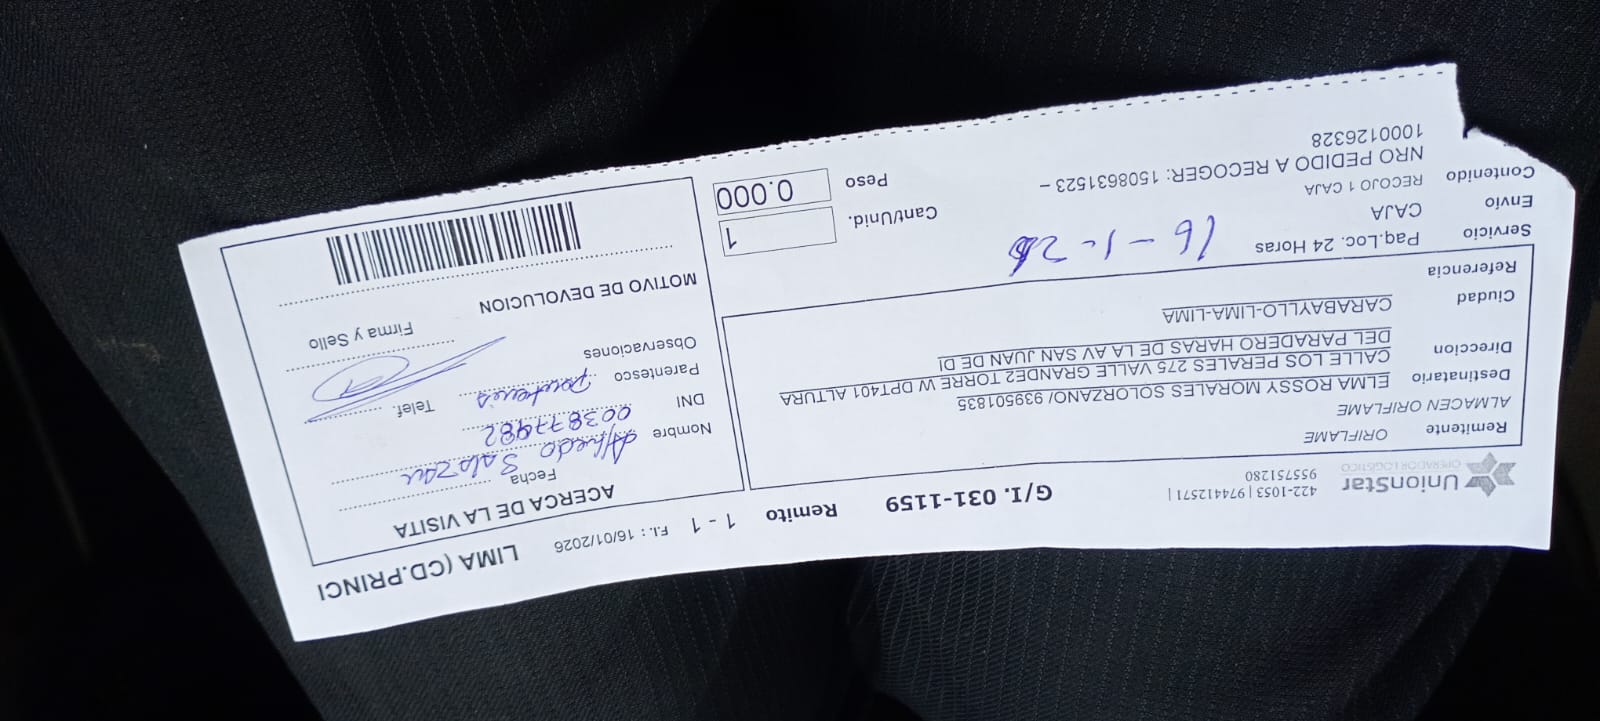 UnionStar
OPERADOR LOGÍSTICO
422-1053 | 974412571 |
955751280
G/I. 031-1159
Remito 1 - 1
F.I.: 16/01/2026
LIMA (CD.PRINCI
Remitente ORIFLAME
ALMACEN ORIFLAME
Destinatario ELMA ROSSY MORALES SOLORZANO/ 939501835
Direccion CALLE LOS PERALES 275 VALLE GRANDE2 TORRE W DPT401 ALTURA
DEL PARADERO HARAS DE LA AV SAN JUAN DE DI
Ciudad CARABAYLLO-LIMA-LIMA
Referencia
Servicio Paq.Loc. 24 Horas
16-1-26
Envio CAJA
Contenido RECOJO 1 CAJA
NRO PEDIDO A RECOGER: 1508631523 –
1000126328
Cant/Unid. 1
Peso 0.000
ACERCA DE LA VISITA
Fecha
Nombre Alfredo Salazar
DNI 003877982
Parentesco Telef.
Observaciones
Firma y Sello
MOTIVO DE DEVOLUCION